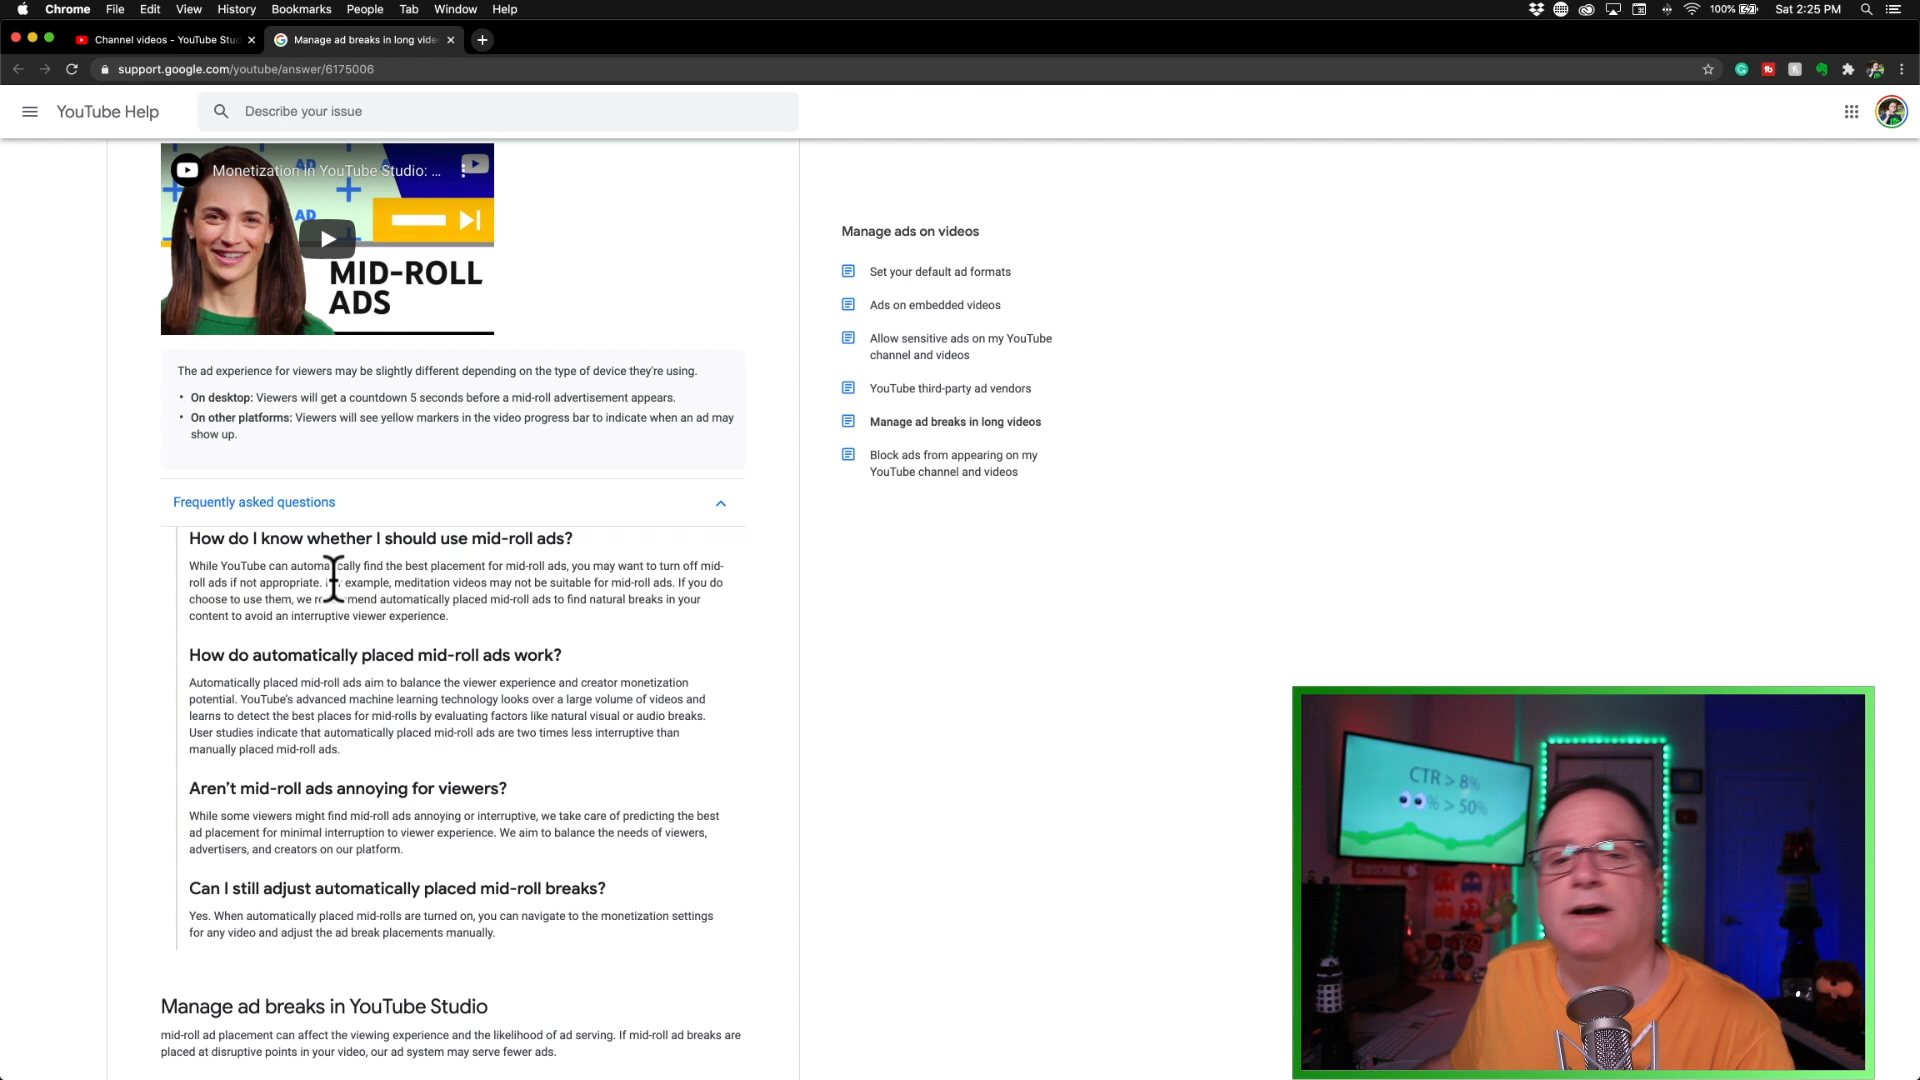 Chrome File Edit View History Bookmarks People Tab Window Help
100% Sat 2:25 PM
Channel videos - YouTube Stu
Manage ad breaks in long vide
support.google.com/youtube/answer/6175006
YouTube Help
Describe your issue
Monetization in YouTube Studio: ...
AD
AD
MID-ROLL
ADS
The ad experience for viewers may be slightly different depending on the type of device they're using.
• On desktop: Viewers will get a countdown 5 seconds before a mid-roll advertisement appears.
• On other platforms: Viewers will see yellow markers in the video progress bar to indicate when an ad may
show up.
Frequently asked questions
How do I know whether I should use mid-roll ads?
While YouTube can automatically find the best placement for mid-roll ads, you may want to turn off mid-
roll ads if not appropriate. example, meditation videos may not be suitable for mid-roll ads. If you do
choose to use them, we recommend automatically placed mid-roll ads to find natural breaks in your
content to avoid an interruptive viewer experience.
How do automatically placed mid-roll ads work?
Automatically placed mid-roll ads aim to balance the viewer experience and creator monetization
potential. YouTube's advanced machine learning technology looks over a large volume of videos and
learns to detect the best places for mid-rolls by evaluating factors like natural visual or audio breaks.
User studies indicate that automatically placed mid-roll ads are two times less interruptive than
manually placed mid-roll ads.
Aren't mid-roll ads annoying for viewers?
While some viewers might find mid-roll ads annoying or interruptive, we take care of predicting the best
ad placement for minimal interruption to viewer experience. We aim to balance the needs of viewers,
advertisers, and creators on our platform.
Can I still adjust automatically placed mid-roll breaks?
Yes. When automatically placed mid-rolls are turned on, you can navigate to the monetization settings
for any video and adjust the ad break placements manually.
Manage ad breaks in YouTube Studio
mid-roll ad placement can affect the viewing experience and the likelihood of ad serving. If mid-roll ad breaks are
placed at disruptive points in your video, our ad system may serve fewer ads.
Manage ads on videos
Set your default ad formats
Ads on embedded videos
Allow sensitive ads on my YouTube
channel and videos
YouTube third-party ad vendors
Manage ad breaks in long videos
Block ads from appearing on my
YouTube channel and videos
CTR > 8%
% > 50%
SUBSCRIBE